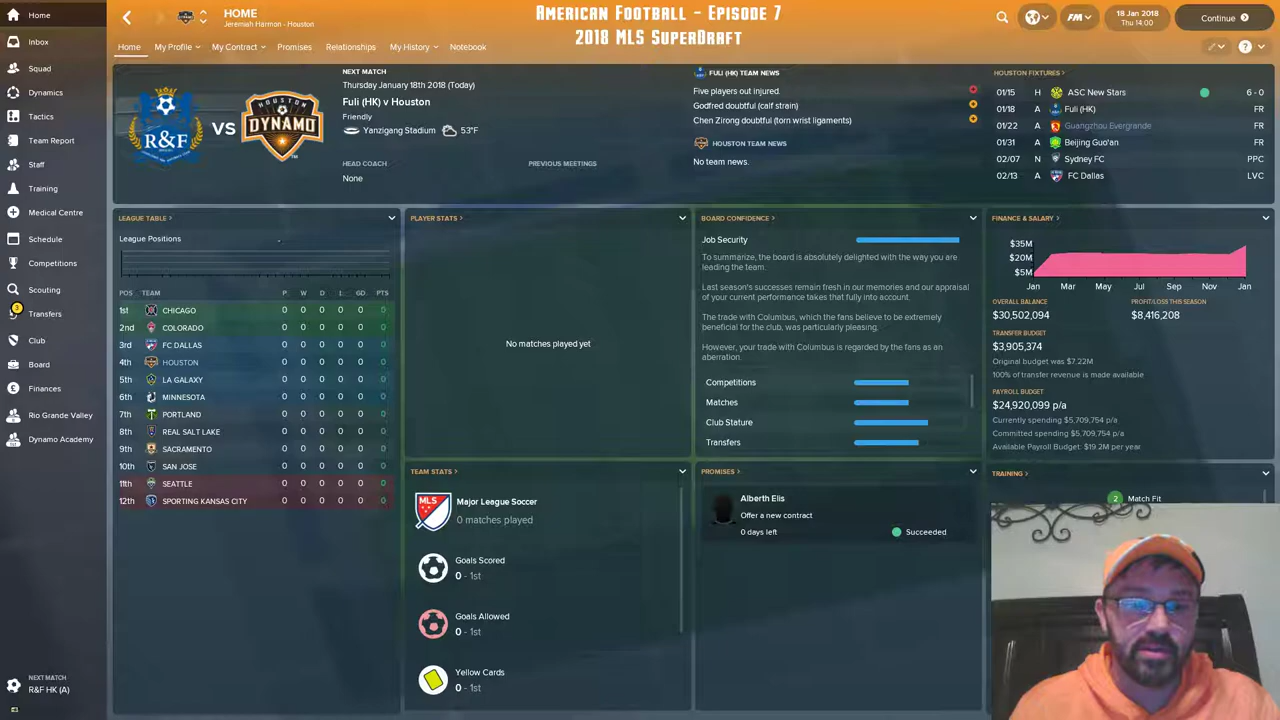 American Football - Episode 7
2018 MLS SuperDraft
HOME
Jeremiah Harmon - Houston
FM
18 Jan 2018
Thu 14:00
Continue
Home
My Profile
My Contract
Promises
Relationships
My History
Notebook
Home
Inbox
Squad
Dynamics
Tactics
Team Report
Staff
Training
Medical Centre
Schedule
Competitions
Scouting
3
Transfers
Club
Board
Finances
Rio Grande Valley
Dynamo Academy
NEXT MATCH
R&F HK (A)
R&F
VS
HOUSTON
DYNAMO
NEXT MATCH
Thursday January 18th 2018 (Today)
Fuli (HK) v Houston
Friendly
Yanzigang Stadium 53°F
HEAD COACH
None
PREVIOUS MEETINGS
FULI (HK) TEAM NEWS
Five players out injured.
Godfred doubtful (calf strain)
Chen Zirong doubtful (torn wrist ligaments)
HOUSTON TEAM NEWS
No team news.
HOUSTON FIXTURES >
01/15 H ASC New Stars 6 - 0
01/18 A Fuli (HK) FR
01/22 A Guangzhou Evergrande FR
01/31 A Beijing Guo'an FR
02/07 N Sydney FC PPC
02/13 A FC Dallas LVC
LEAGUE TABLE >
League Positions
POS TEAM P W D L GD PTS
1st CHICAGO 0 0 0 0 0 0
2nd COLORADO 0 0 0 0 0 0
3rd FC DALLAS 0 0 0 0 0 0
4th HOUSTON 0 0 0 0 0 0
5th LA GALAXY 0 0 0 0 0 0
6th MINNESOTA 0 0 0 0 0 0
7th PORTLAND 0 0 0 0 0 0
8th REAL SALT LAKE 0 0 0 0 0 0
9th SACRAMENTO 0 0 0 0 0 0
10th SAN JOSE 0 0 0 0 0 0
11th SEATTLE 0 0 0 0 0 0
12th SPORTING KANSAS CITY 0 0 0 0 0 0
PLAYER STATS >
No matches played yet
TEAM STATS >
MLS
Major League Soccer
0 matches played
Goals Scored
0 - 1st
Goals Allowed
0 - 1st
Yellow Cards
0 - 1st
BOARD CONFIDENCE >
Job Security
To summarize, the board is absolutely delighted with the way you are
leading the team.
Last season's successes remain fresh in our memories and our appraisal
of your current performance takes that fully into account.
The trade with Columbus, which the fans believe to be extremely
beneficial for the club, was particularly pleasing.
However, your trade with Columbus is regarded by the fans as an
aberration.
Competitions
Matches
Club Stature
Transfers
PROMISES >
Alberth Elis
Offer a new contract
0 days left Succeeded
FINANCE & SALARY >
$35M
$20M
$5M
Jan Mar May Jul Sep Nov Jan
OVERALL BALANCE
$30,502,094
PROFIT/LOSS THIS SEASON
$8,416,208
TRANSFER BUDGET
$3,905,374
Original budget was $7.22M
100% of transfer revenue is made available
PAYROLL BUDGET
$24,920,099 p/a
Currently spending $5,709,754 p/a
Committed spending $5,709,754 p/a
Available Payroll Budget: $19.2M per year
TRAINING >
2 Match Fit